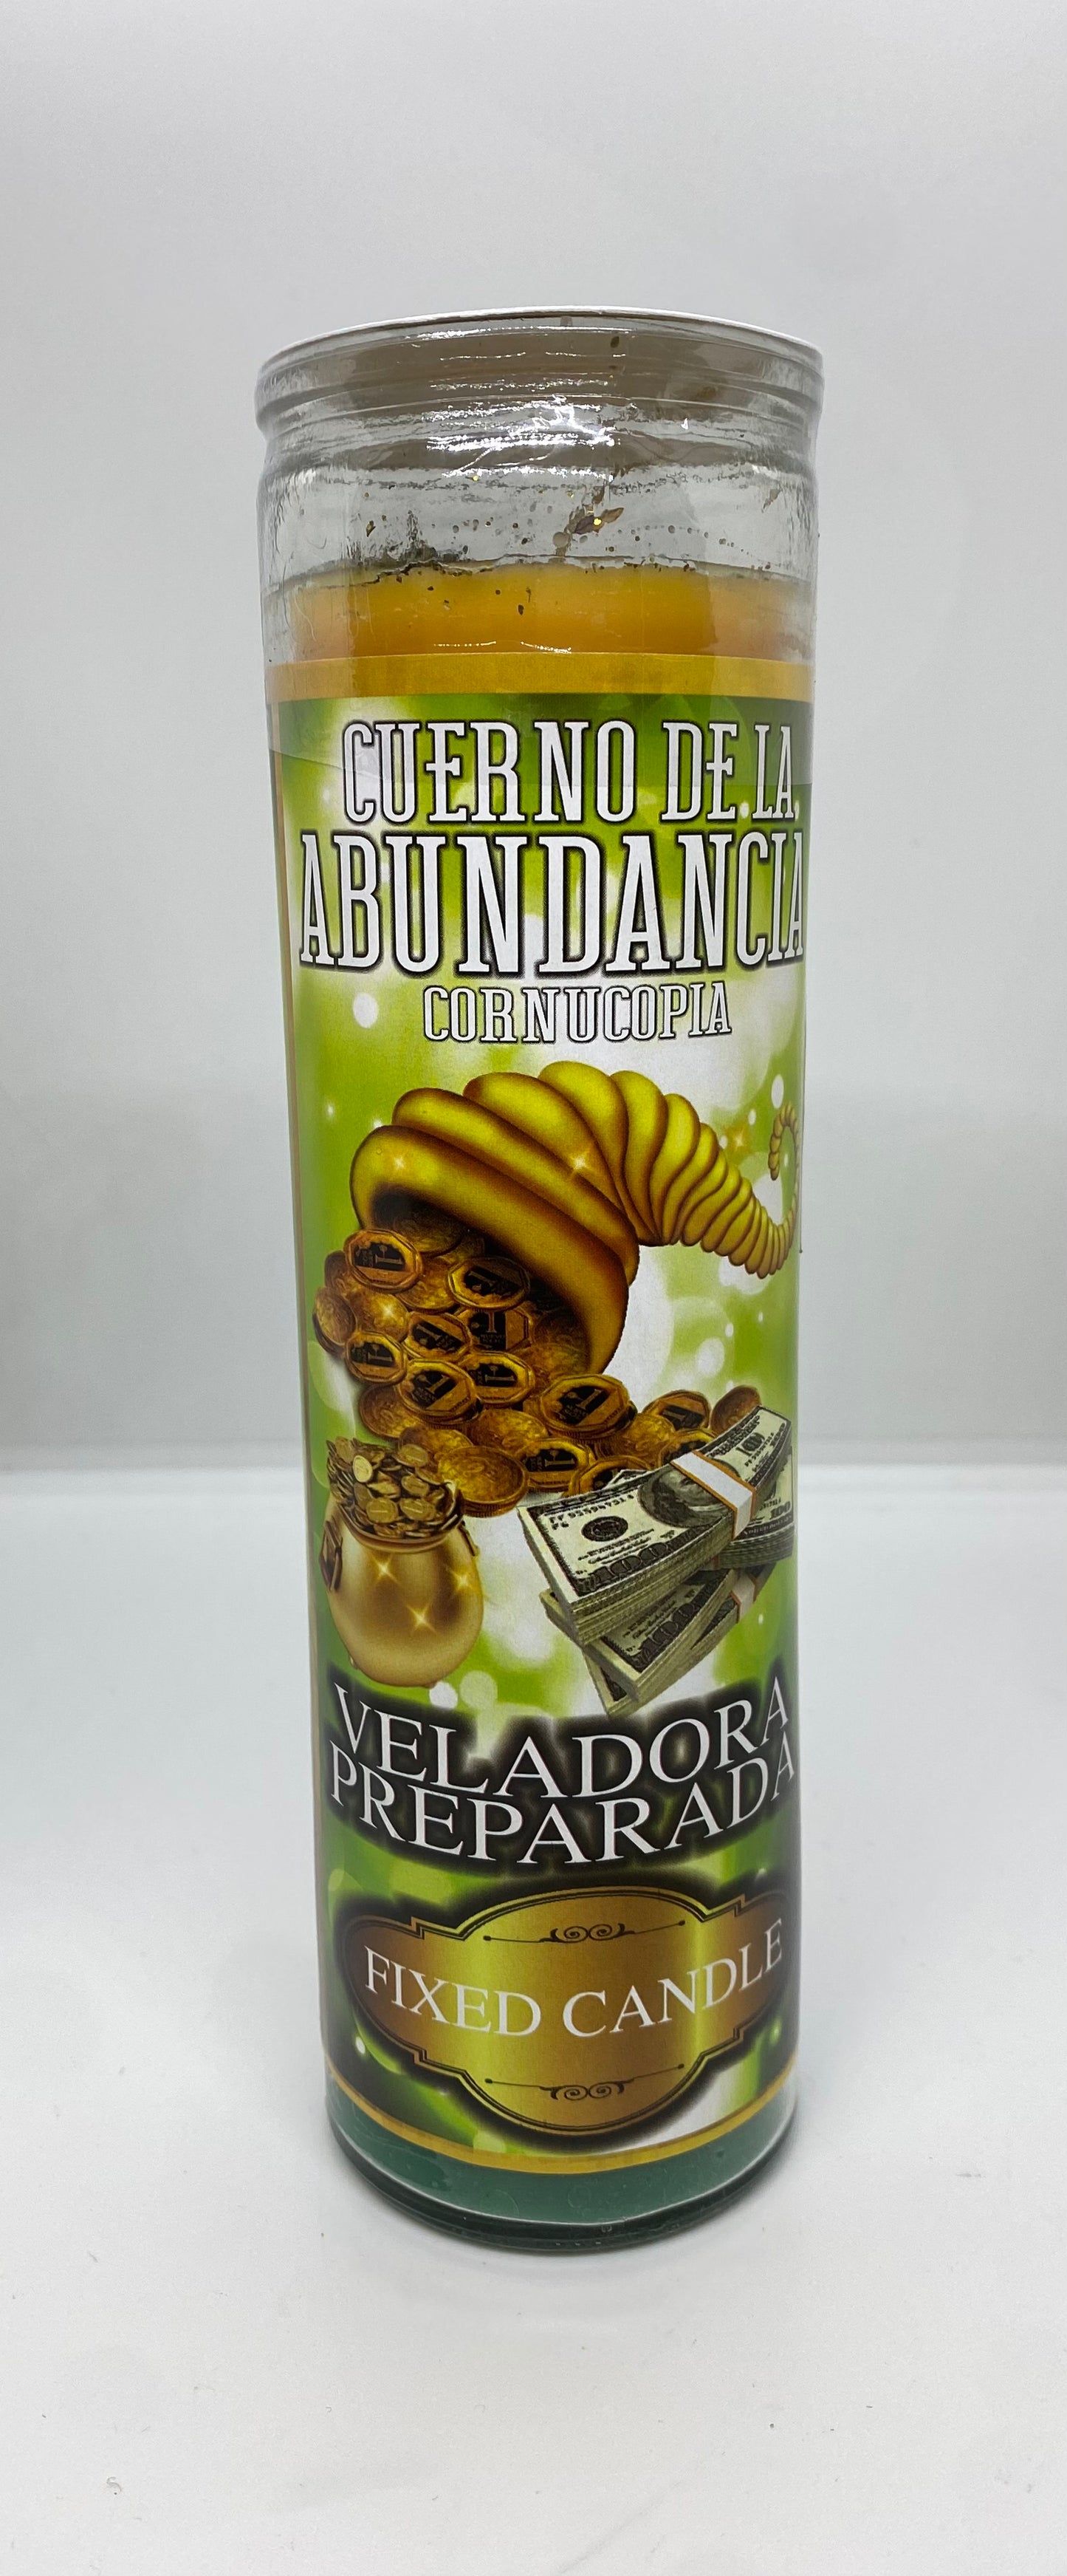 CUERNO DE LA
ABUNDANCIA
CORNUCOPIA
VELADORA
PREPARADA
FIXED CANDLE